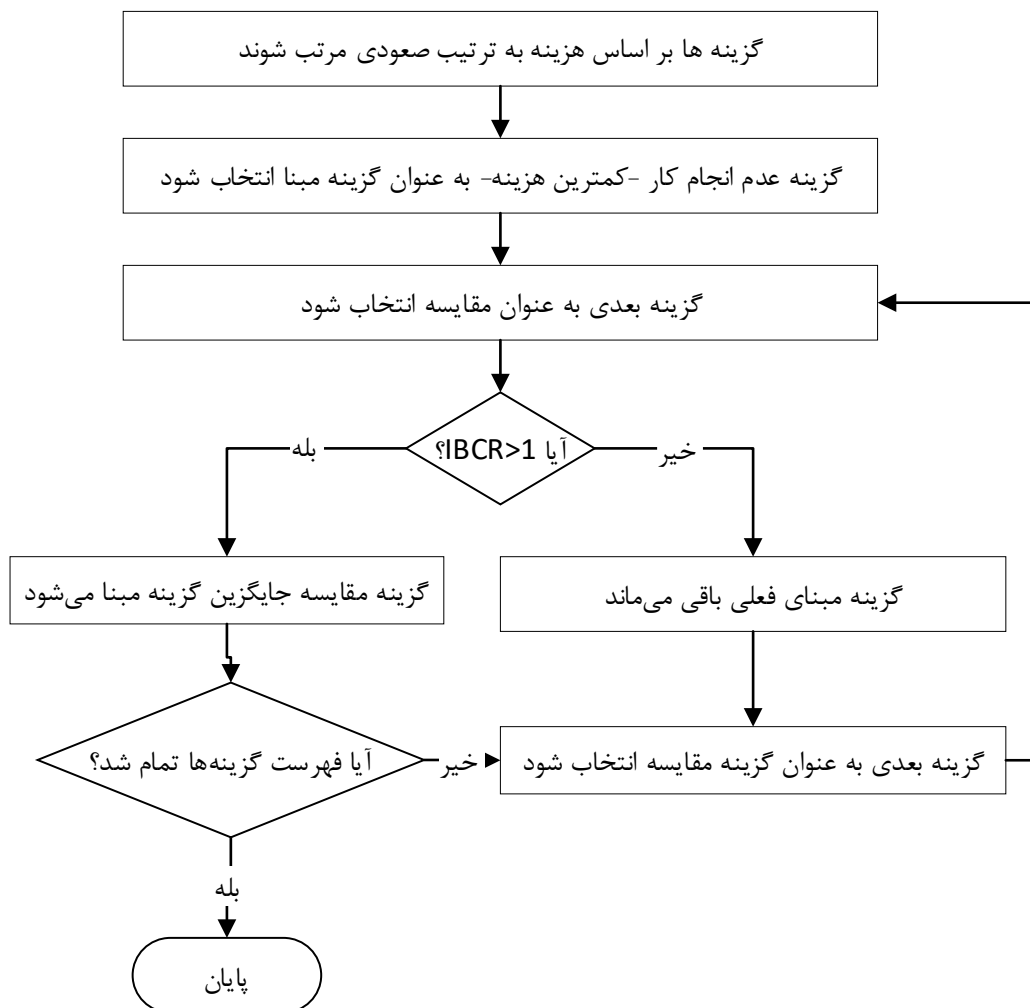 گزینه ها بر اساس هزینه به ترتیب صعودی مرتب شوند
گزینه عدم انجام کار -کمترین هزینه- به عنوان گزینه مبنا انتخاب شود
گزینه بعدی به عنوان مقایسه انتخاب شود
آیا IBCR>1؟
بله
خیر
گزینه مقایسه جایگزین گزینه مبنا می‌شود
گزینه مبنای فعلی باقی می‌ماند
آیا فهرست گزینه‌ها تمام شد؟
خیر
گزینه بعدی به عنوان گزینه مقایسه انتخاب شود
بله
پایان